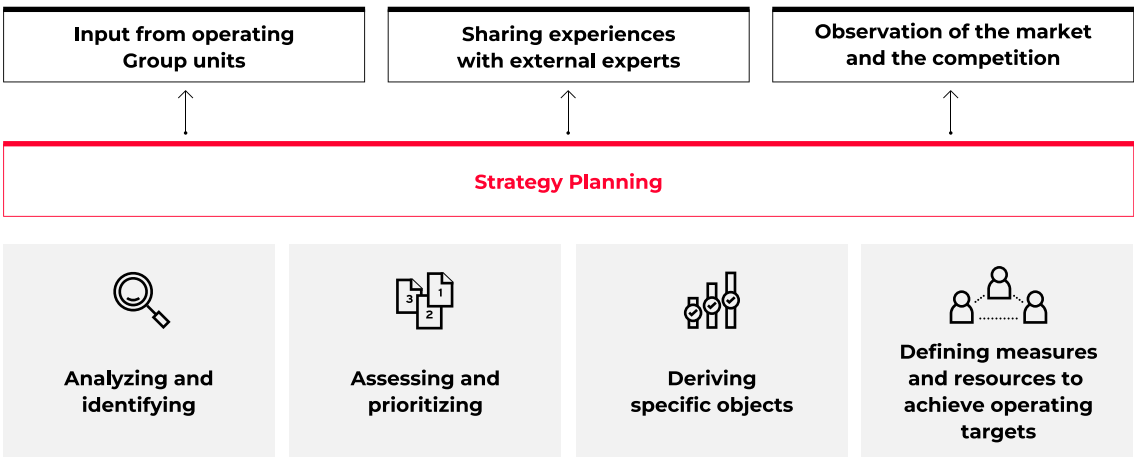 Input from operating
Group units
Sharing experiences
with external experts
Observation of the market
and the competition
Strategy Planning
3
1
2
Analyzing and
identifying
Assessing and
prioritizing
Deriving
specific objects
Defining measures
and resources to
achieve operating
targets